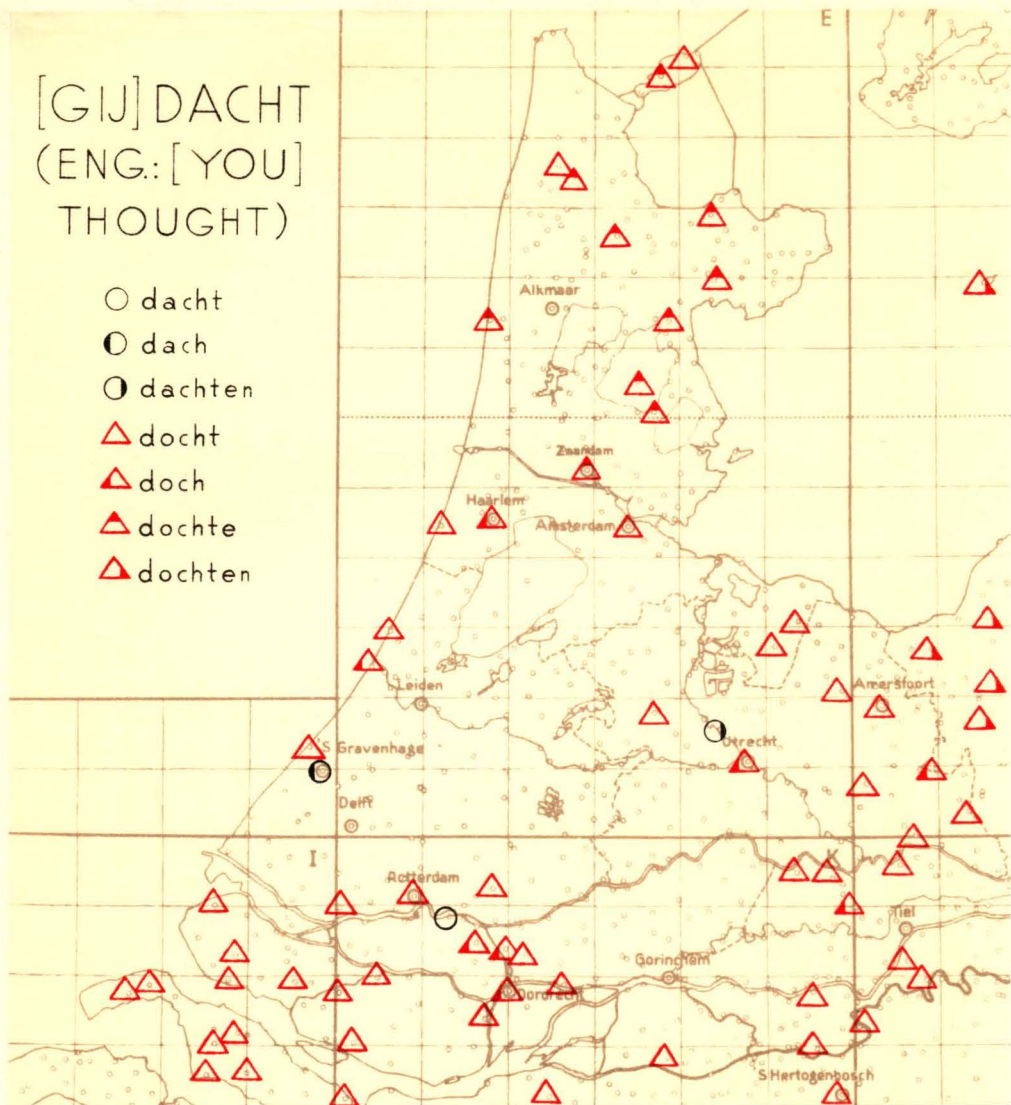 [GIJ] DACHT
(ENG.: [YOU]
THOUGHT)
dacht
dach
dachten
docht
doch
dochte
dochten
E
Alkmaar
Zaandam
Haarlem
Amsterdam
Leiden
Amersfoort
Utrecht
'S Gravenhage
Delft
I
K
Rotterdam
Tiel
Gorinchem
Dordrecht
S Hertogenbosch